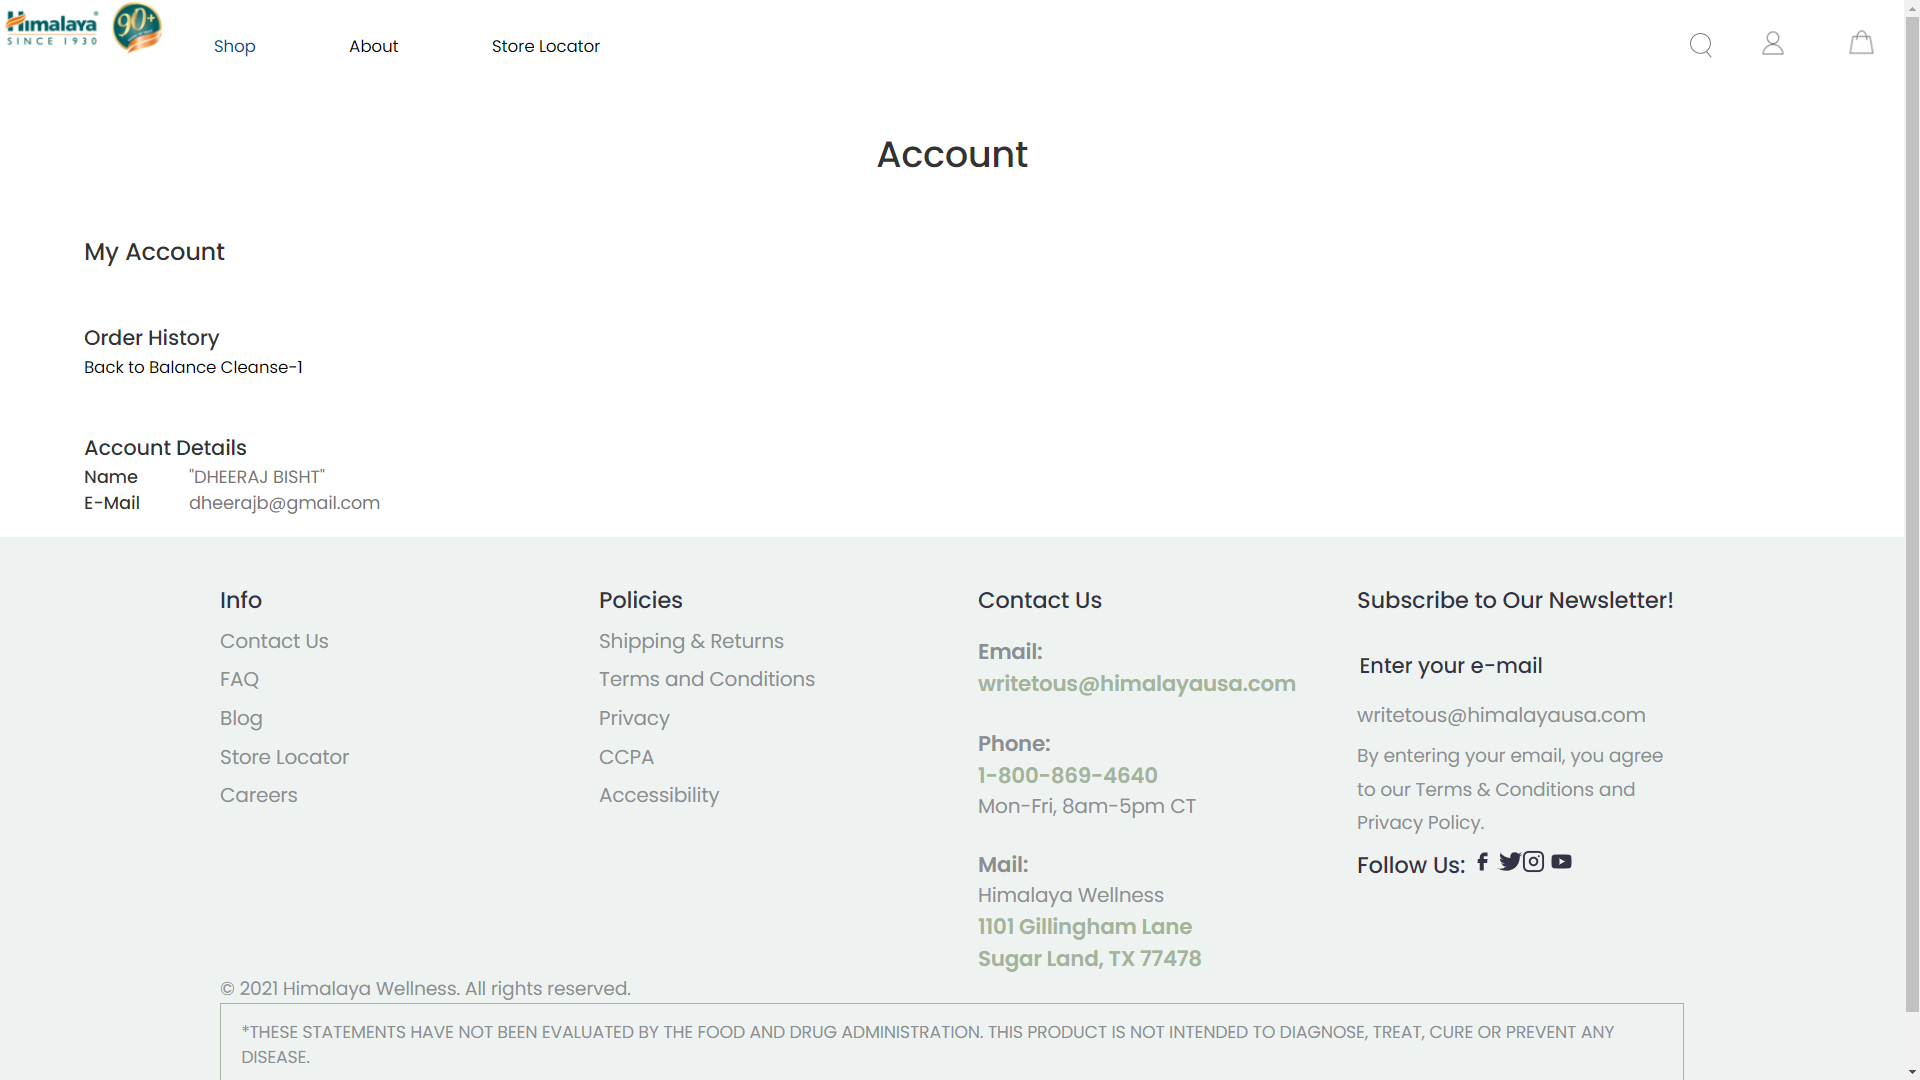 Himalaya
SINCE 1930
90+
Shop
About
Store Locator
Account
My Account
Order History
Back to Balance Cleanse-1
Account Details
Name "DHEERAJ BISHT"
E-Mail dheerajb@gmail.com
Info
Contact Us
FAQ
Blog
Store Locator
Careers
Policies
Shipping & Returns
Terms and Conditions
Privacy
CCPA
Accessibility
Contact Us
Email:
writetous@himalayausa.com
Phone:
1-800-869-4640
Mon-Fri, 8am-5pm CT
Mail:
Himalaya Wellness
1101 Gillingham Lane
Sugar Land, TX 77478
Subscribe to Our Newsletter!
Enter your e-mail
writetous@himalayausa.com
By entering your email, you agree
to our Terms & Conditions and
Privacy Policy.
Follow Us:
© 2021 Himalaya Wellness. All rights reserved.
*THESE STATEMENTS HAVE NOT BEEN EVALUATED BY THE FOOD AND DRUG ADMINISTRATION. THIS PRODUCT IS NOT INTENDED TO DIAGNOSE, TREAT, CURE OR PREVENT ANY
DISEASE.